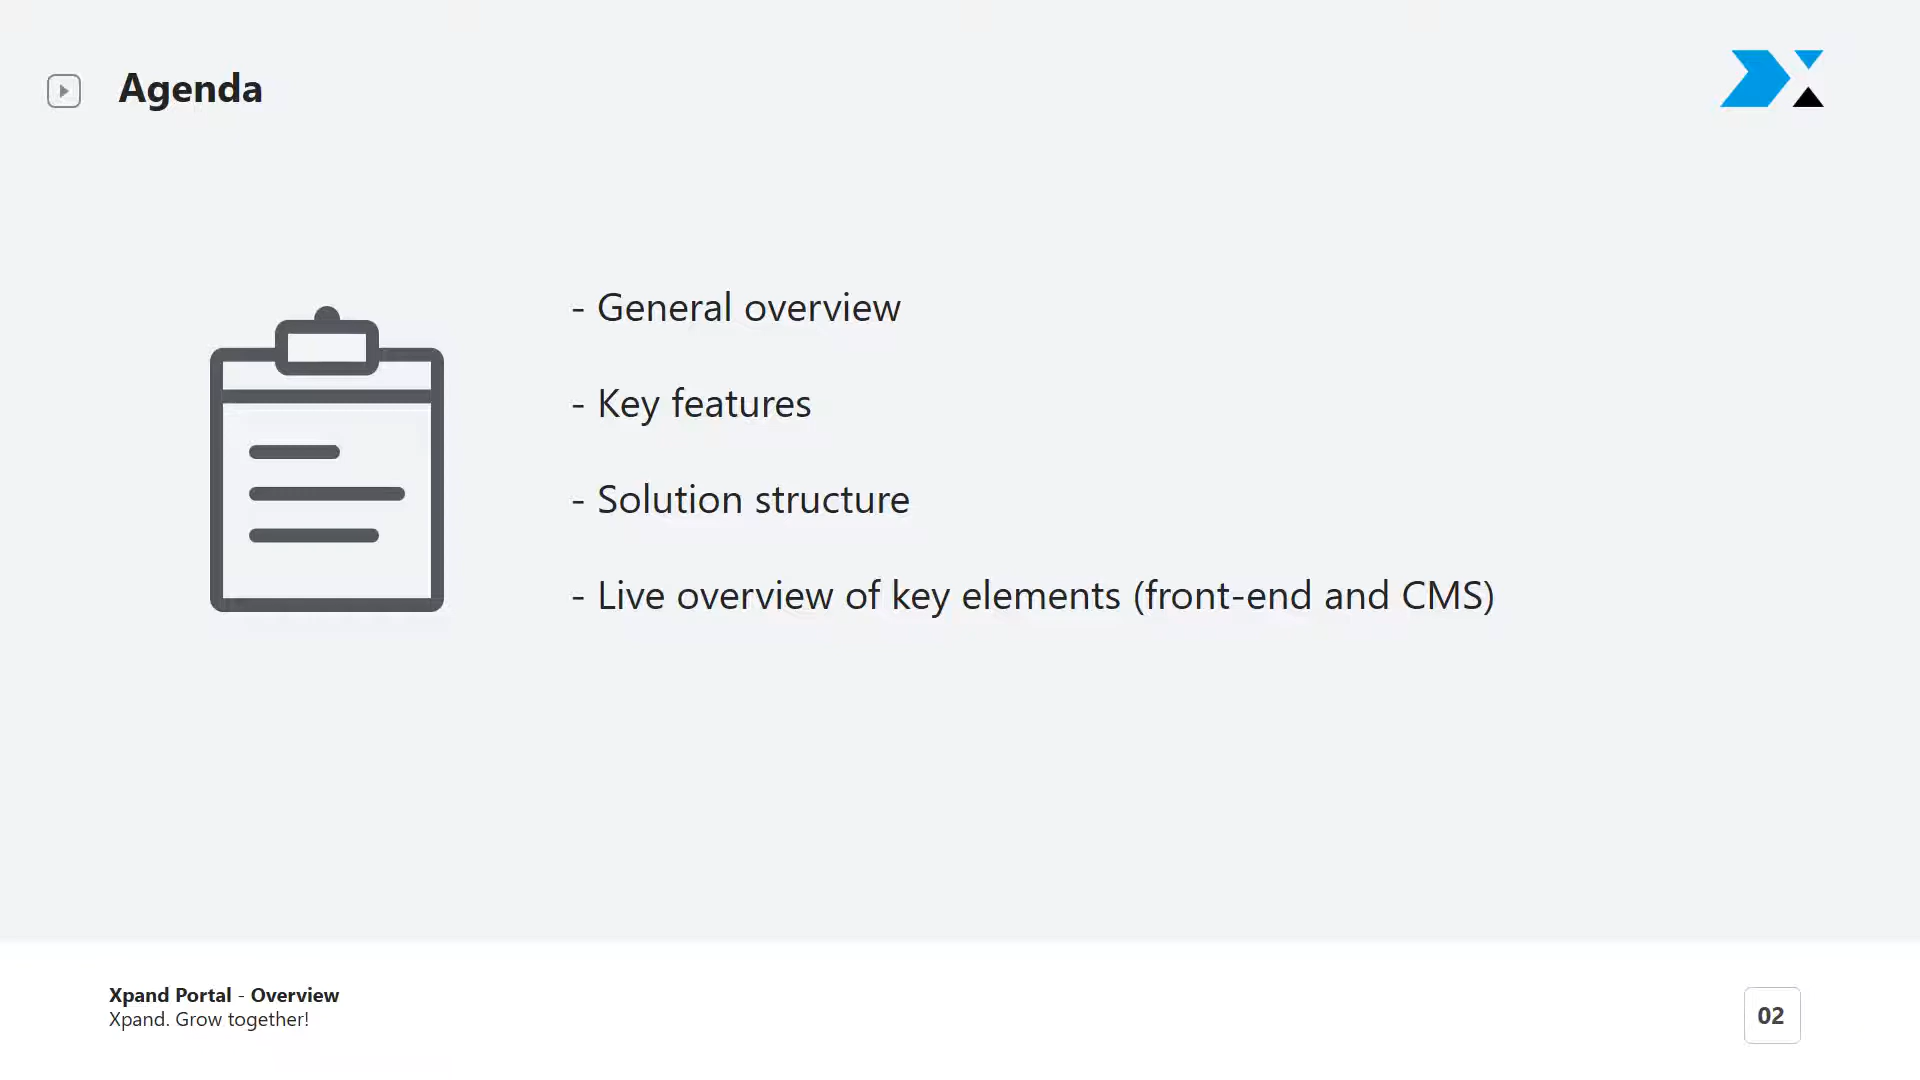 Agenda
- General overview
- Key features
- Solution structure
- Live overview of key elements (front-end and CMS)
Xpand Portal - Overview
Xpand. Grow together!
02